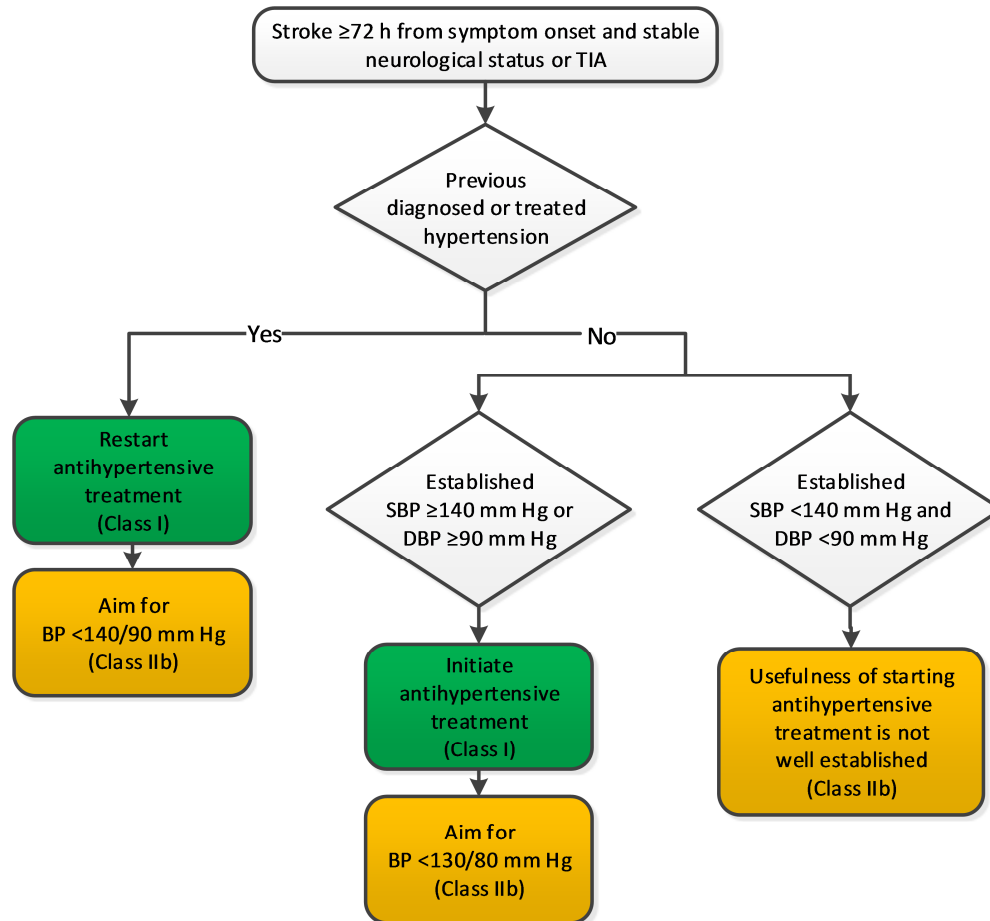 Stroke ≥72 h from symptom onset and stable
neurological status or TIA
Previous
diagnosed or treated
hypertension
Yes
No
Restart
antihypertensive
treatment
(Class I)
Aim for
BP <140/90 mm Hg
(Class IIb)
Established
SBP ≥140 mm Hg or
DBP ≥90 mm Hg
Initiate
antihypertensive
treatment
(Class I)
Aim for
BP <130/80 mm Hg
(Class IIb)
Established
SBP <140 mm Hg and
DBP <90 mm Hg
Usefulness of starting
antihypertensive
treatment is not
well established
(Class IIb)